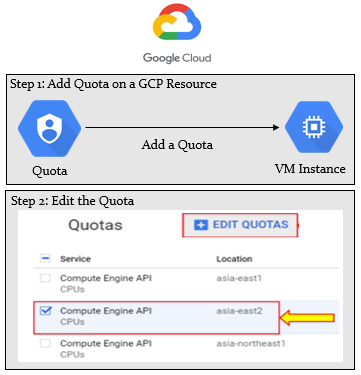 Google Cloud
Step 1: Add Quota on a GCP Resource
Add a Quota
Quota
VM Instance
Step 2: Edit the Quota
Quotas
EDIT QUOTAS
Service Location
Compute Engine API asia-east1
CPUs
Compute Engine API asia-east2
CPUs
Compute Engine API asia-northeast1
CPUs